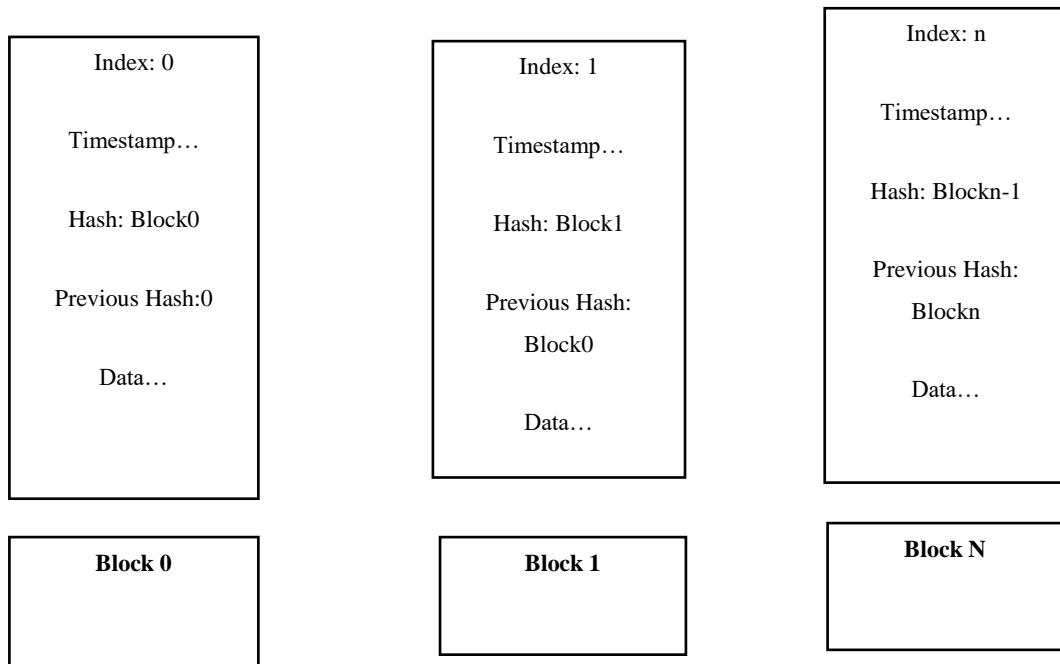 Index: 0
Timestamp…
Hash: Block0
Previous Hash:0
Data…
Index: 1
Timestamp…
Hash: Block1
Previous Hash:
Block0
Data…
Index: n
Timestamp…
Hash: Blockn-1
Previous Hash:
Blockn
Data…
Block 0
Block 1
Block N